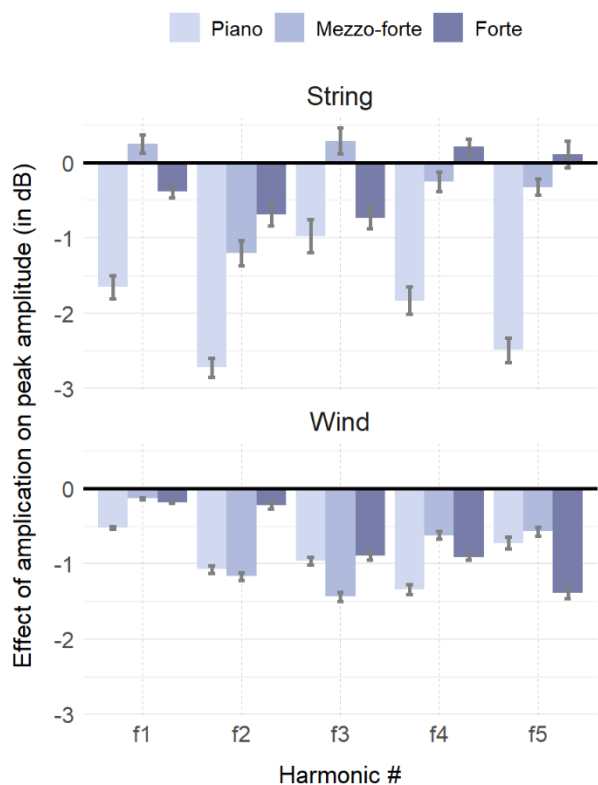 Piano Mezzo-forte Forte
String
0
-1
-2
-3
Wind
0
-1
-2
-3
f1 f2 f3 f4 f5
Harmonic #
Effect of amplication on peak amplitude (in dB)